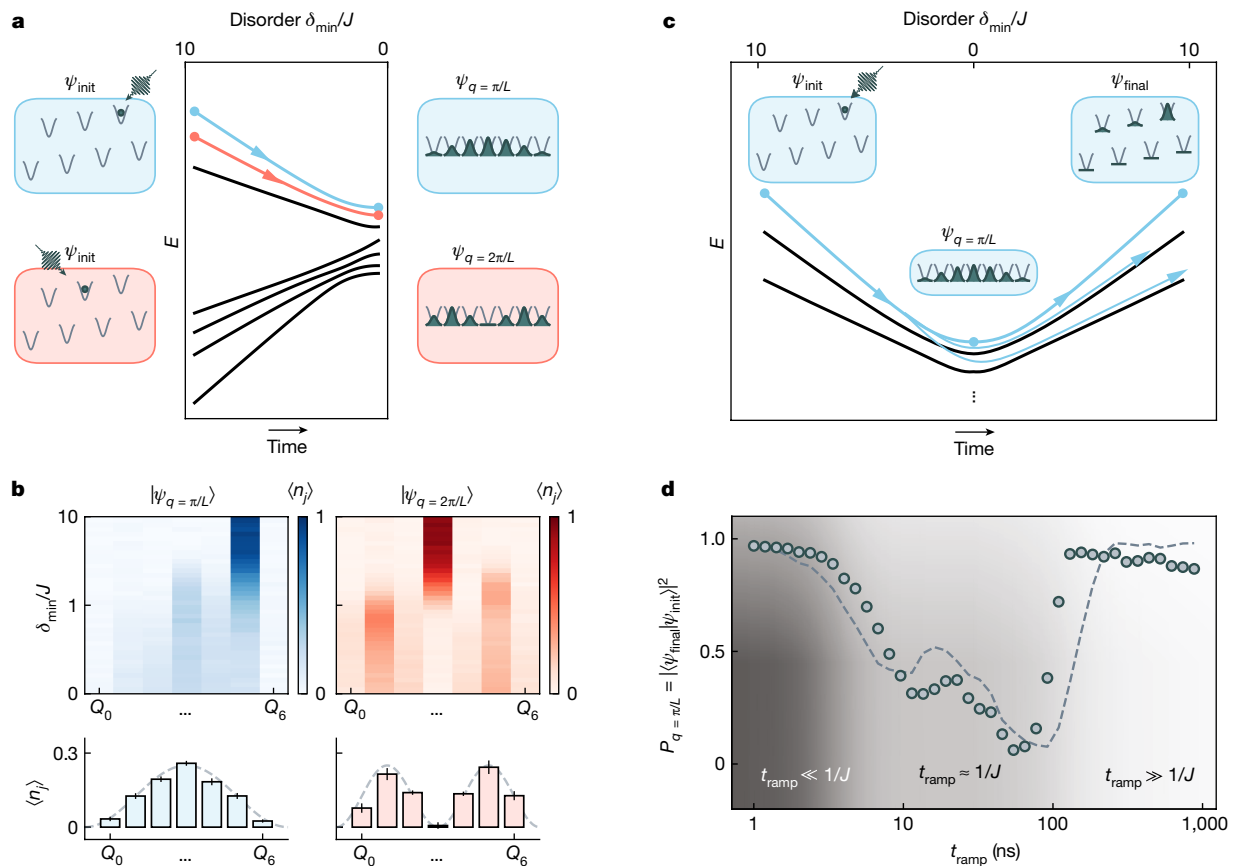 a
Disorder δmin/J
10
0
ψinit
ψq = π/L
E
ψinit
ψq = 2π/L
Time
b
|ψq = π/L⟩
⟨nj⟩
|ψq = 2π/L⟩
⟨nj⟩
10
1
1
δmin/J
1
0
0
0
Q0
...
Q6
Q0
...
Q6
0.3
⟨nj⟩
0
Q0
...
Q6
Q0
...
Q6
c
Disorder δmin/J
10
0
10
ψinit
ψfinal
E
ψq = π/L
...
Time
d
1.0
Pq = π/L = |⟨ψfinal|ψinit⟩|²
0.5
0
tramp ≪ 1/J
tramp ≈ 1/J
tramp ≫ 1/J
1
10
100
1,000
tramp (ns)